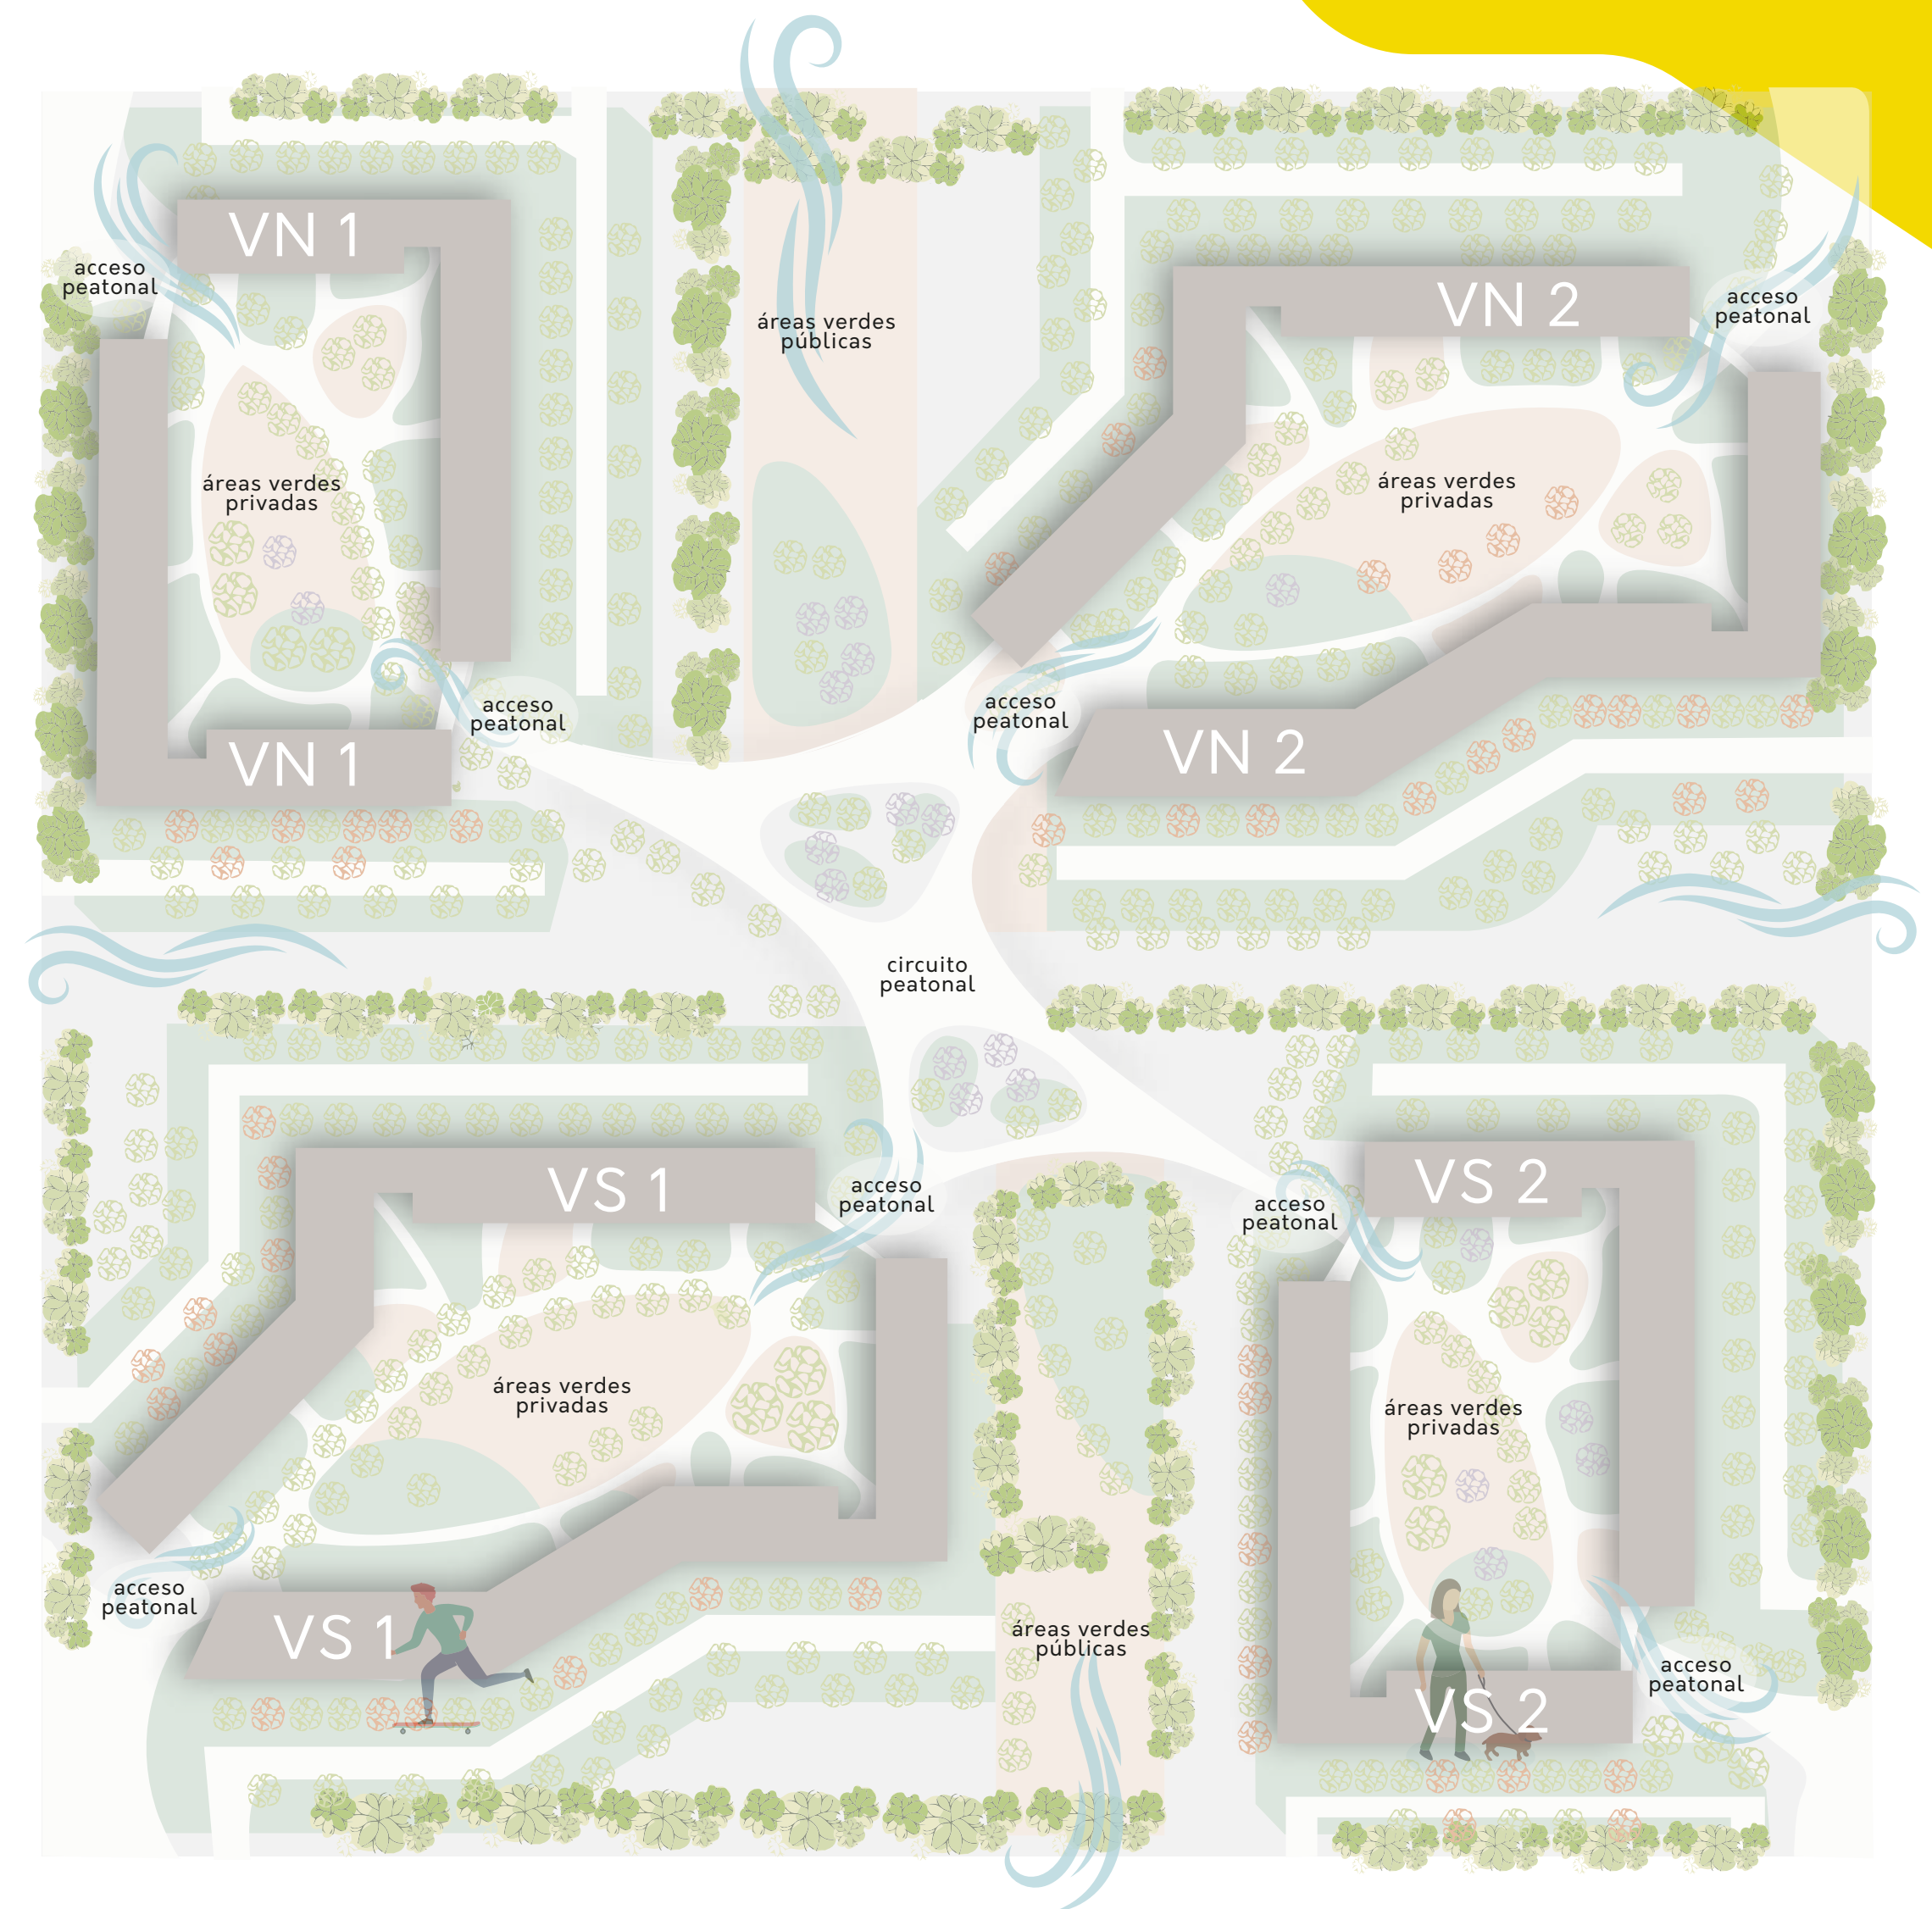 VN 1
acceso
peatonal
áreas verdes
privadas
acceso
peatonal
VN 1
áreas verdes
públicas
VN 2
acceso
peatonal
áreas verdes
privadas
acceso
peatonal
VN 2
circuito
peatonal
VS 1
acceso
peatonal
áreas verdes
privadas
acceso
peatonal
VS 1
áreas verdes
públicas
VS 2
acceso
peatonal
áreas verdes
privadas
acceso
peatonal
VS 2